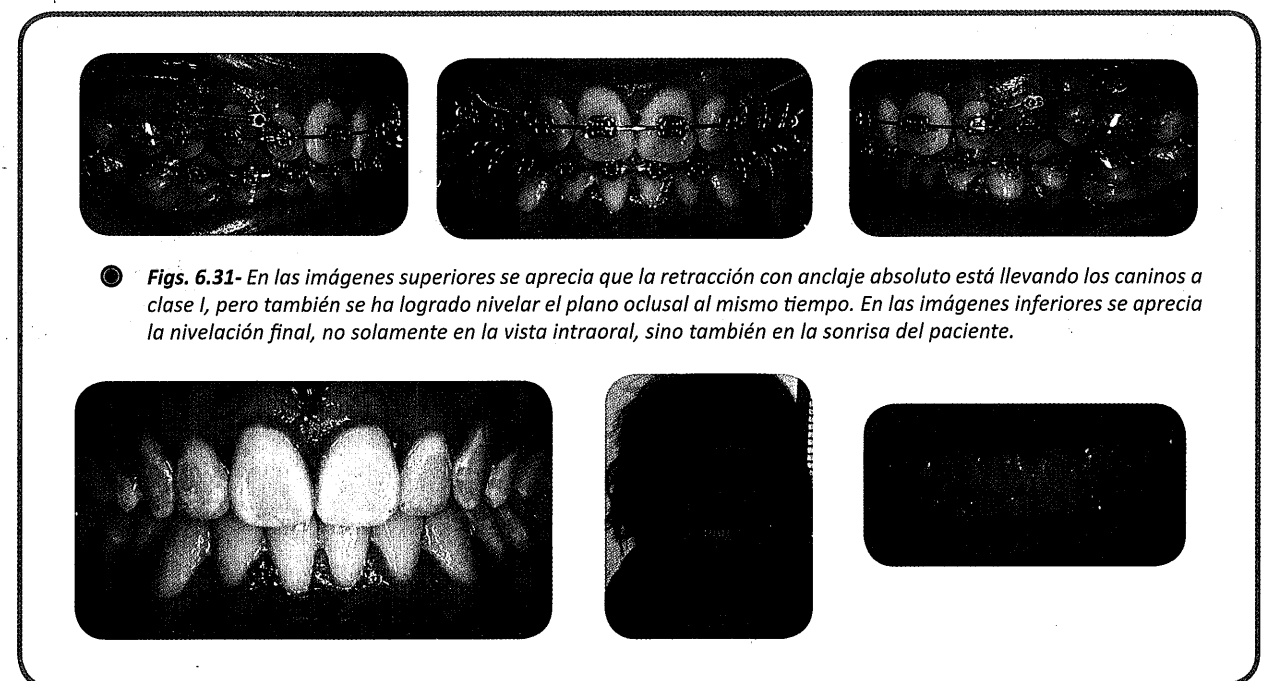 Figs. 6.31- En las imágenes superiores se aprecia que la retracción con anclaje absoluto está llevando los caninos a
clase I, pero también se ha logrado nivelar el plano oclusal al mismo tiempo. En las imágenes inferiores se aprecia
la nivelación final, no solamente en la vista intraoral, sino también en la sonrisa del paciente.